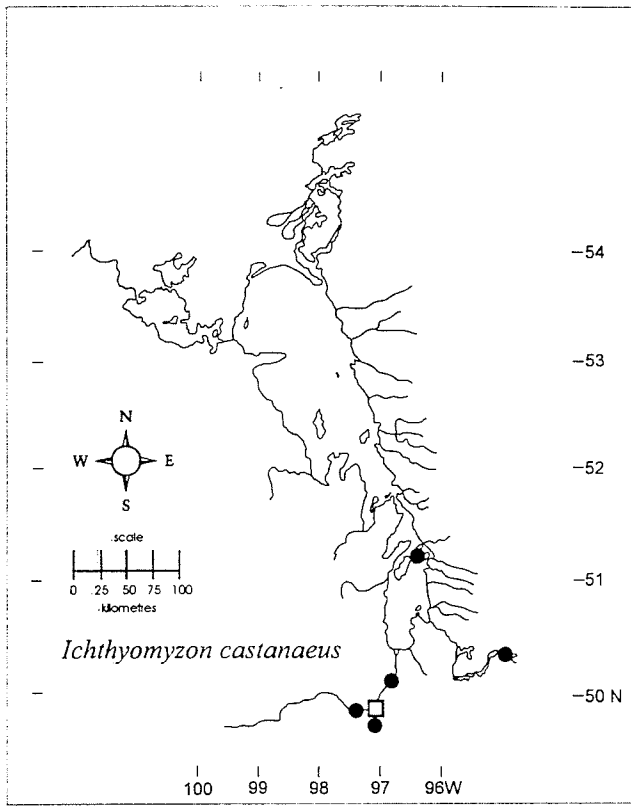 –54
–53
N
W E
S
–52
.scale
0 25 50 75 100
.kilometres
–51
Ichthyomyzon castanaeus
–50 N
100 99 98 97 96W